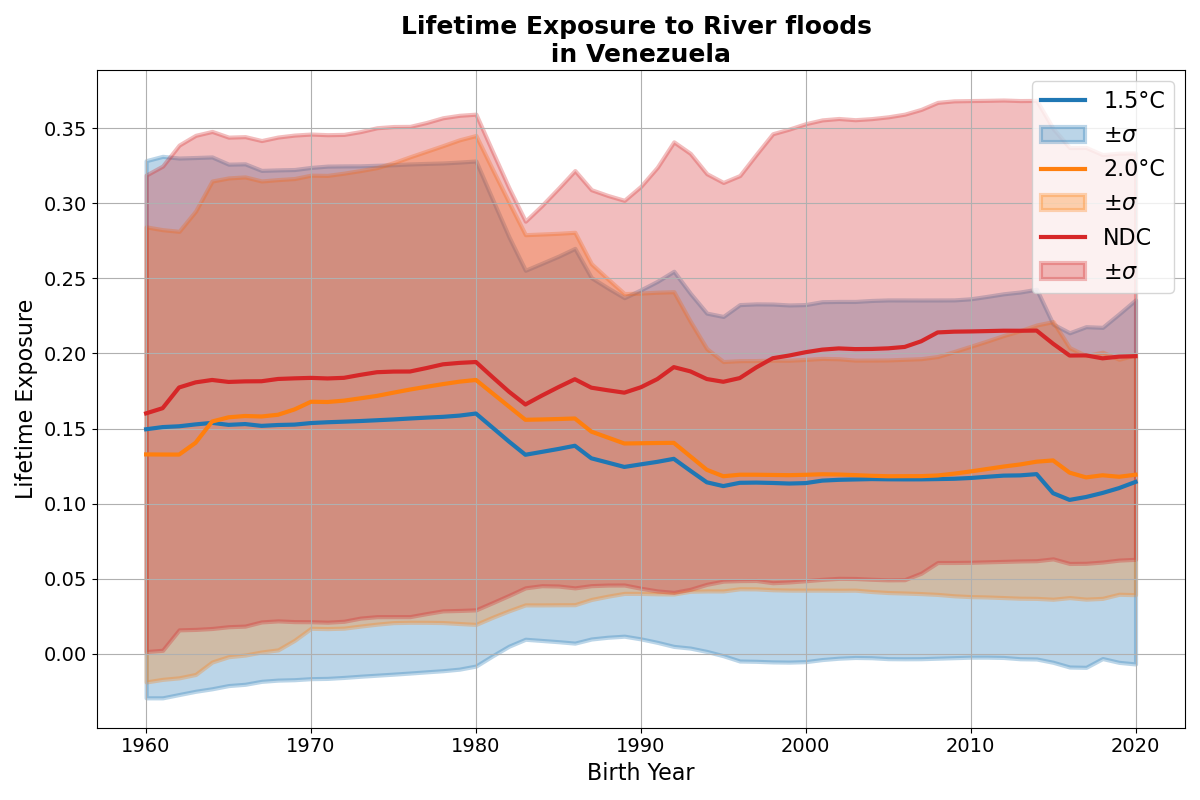 Lifetime Exposure to River floods
in Venezuela
Lifetime Exposure
0.35
0.30
0.25
0.20
0.15
0.10
0.05
0.00
1.5°C
±σ
2.0°C
±σ
NDC
±σ
1960
1970
1980
1990
2000
2010
2020
Birth Year